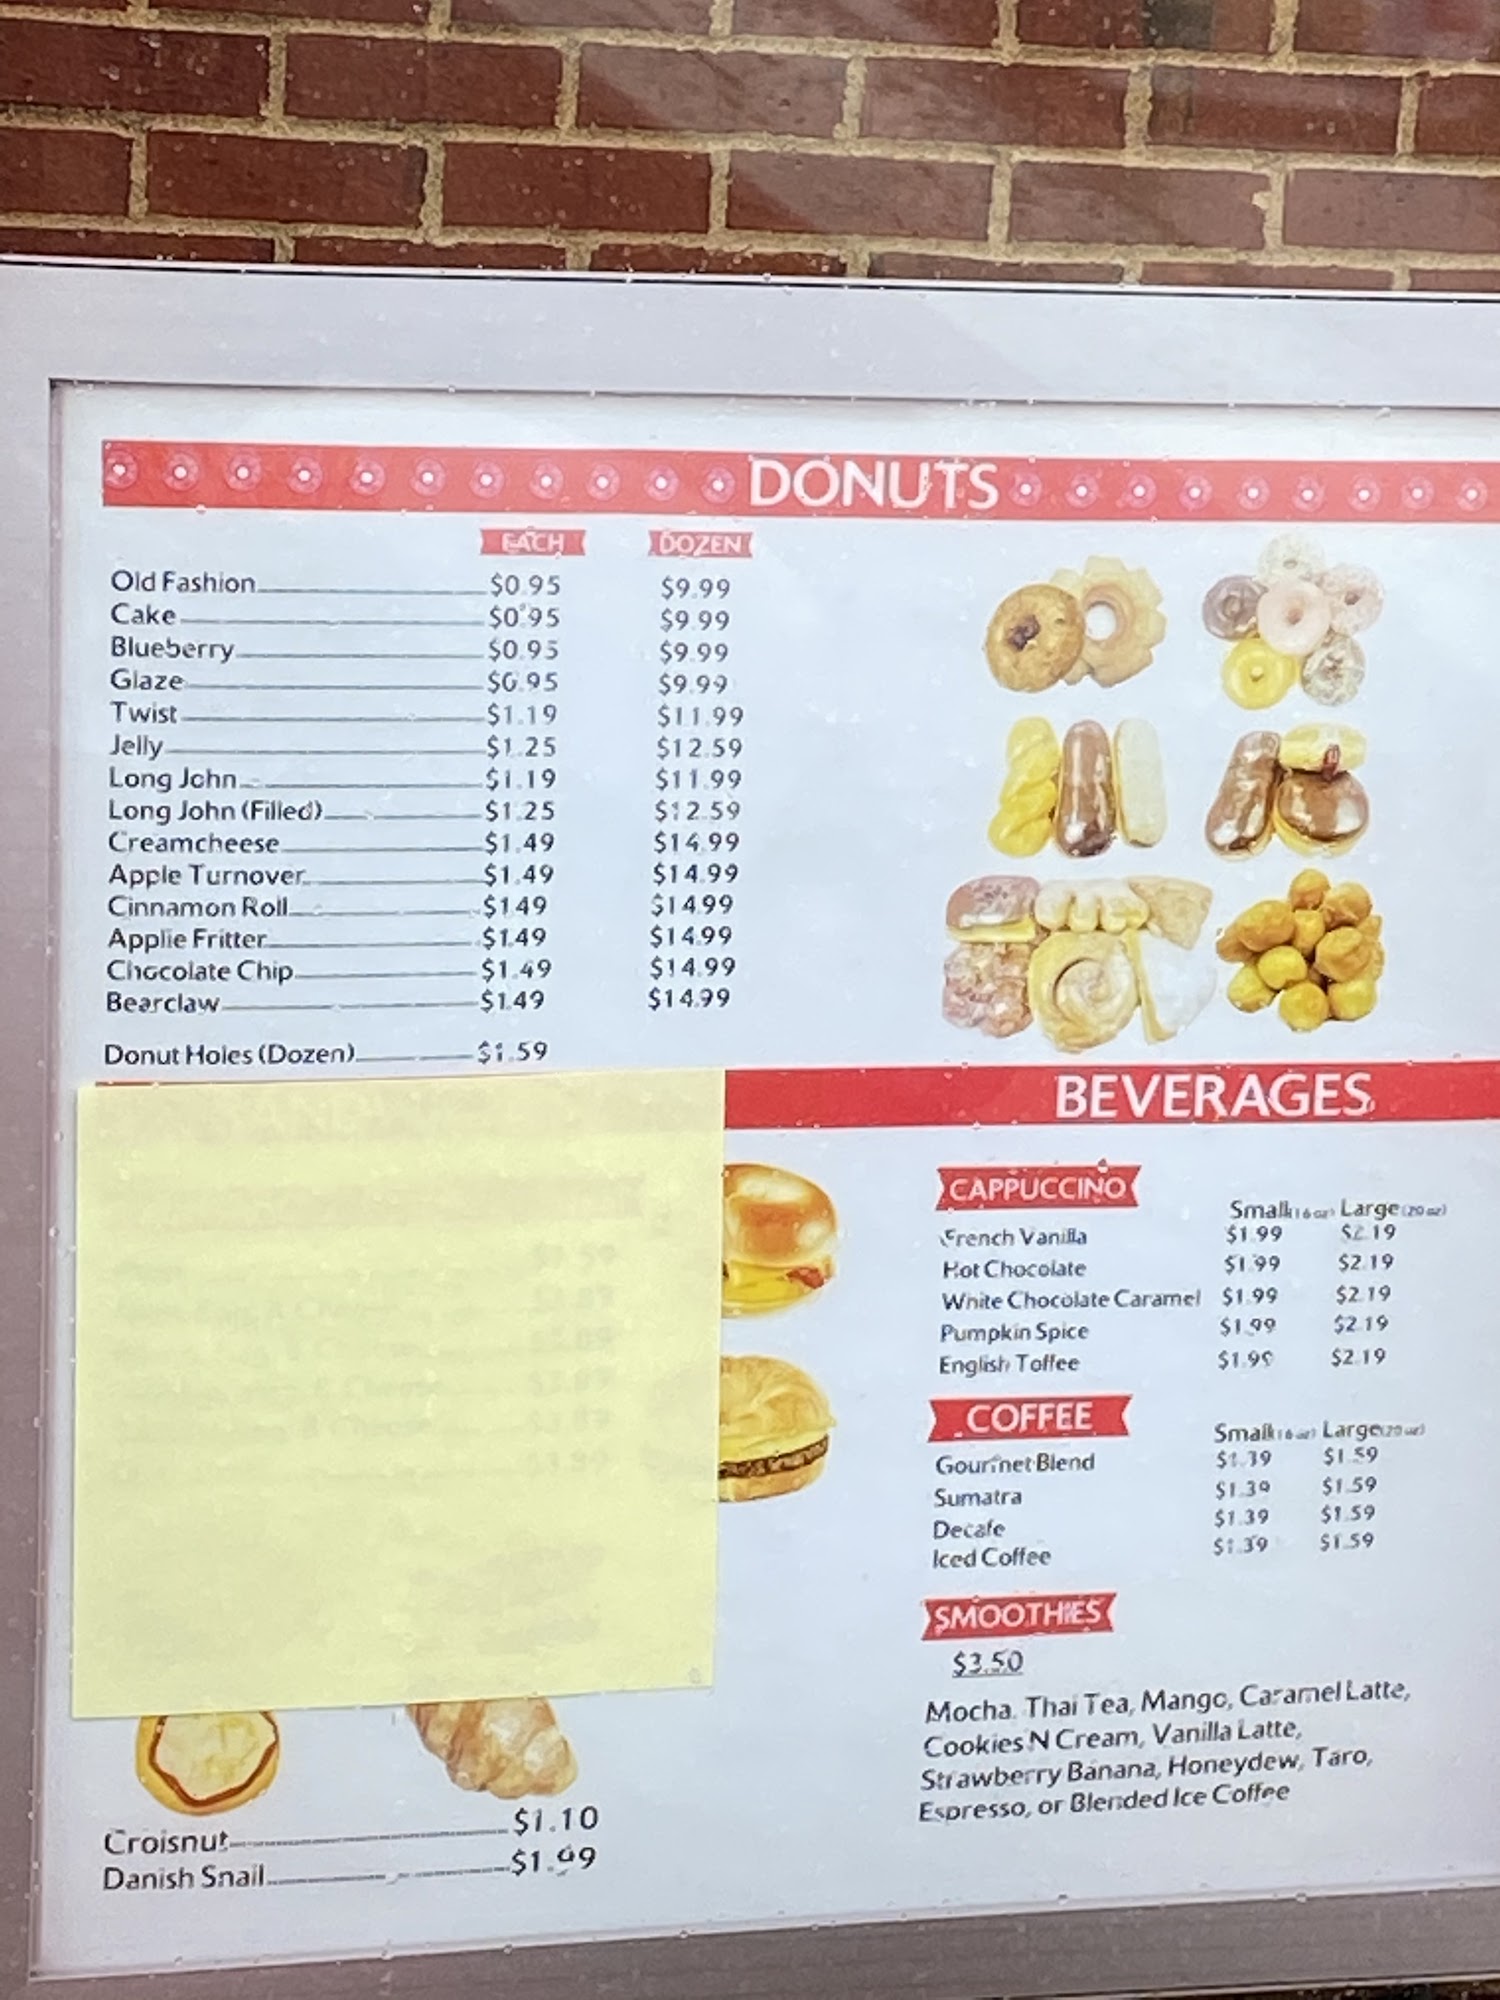 DONUTS
EACH DOZEN
Old Fashion $0.95 $9.99
Cake $0.95 $9.99
Blueberry $0.95 $9.99
Glaze $0.95 $9.99
Twist $1.19 $11.99
Jelly $1.25 $12.59
Long John $1.19 $11.99
Long John (Filled) $1.25 $12.59
Creamcheese $1.49 $14.99
Apple Turnover $1.49 $14.99
Cinnamon Roll $1.49 $14.99
Applie Fritter $1.49 $14.99
Chocolate Chip $1.49 $14.99
Bearclaw $1.49 $14.99
Donut Holes (Dozen) $1.59
Croisnut $1.10
Danish Snail $1.99
BEVERAGES
CAPPUCCINO
Small (16 oz) Large (20 oz)
French Vanilla $1.99 $2.19
Hot Chocolate $1.99 $2.19
White Chocolate Caramel $1.99 $2.19
Pumpkin Spice $1.99 $2.19
English Toffee $1.99 $2.19
COFFEE
Small (16 oz) Large (20 oz)
Gourmet Blend $1.39 $1.59
Sumatra $1.39 $1.59
Decafe $1.39 $1.59
Iced Coffee $1.39 $1.59
SMOOTHIES
$3.50
Mocha, Thai Tea, Mango, Caramel Latte,
Cookies N Cream, Vanilla Latte,
Strawberry Banana, Honeydew, Taro,
Espresso, or Blended Ice Coffee